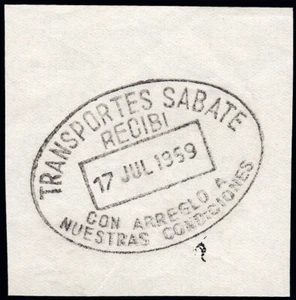 TRANSPORTES SABATE
RECIBI
17 JUL 1959
CON ARREGLO A
NUESTRAS CONDICIONES